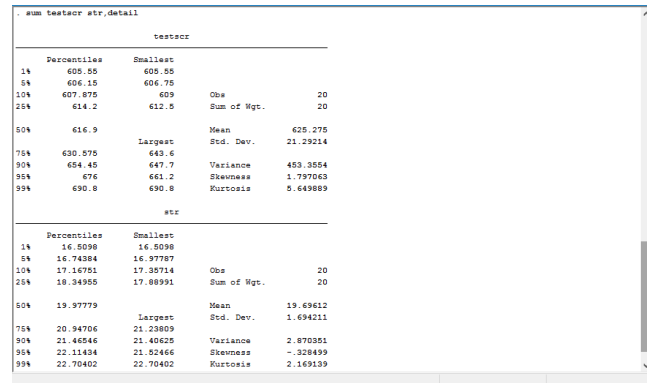 . sum testscr str,detail
testscr
Percentiles Smallest
1% 605.55 605.55
5% 606.15 606.75
10% 607.875 609 Obs 20
25% 614.2 612.5 Sum of Wgt. 20
50% 616.9 Mean 625.275
Largest Std. Dev. 21.29214
75% 630.575 643.6
90% 654.45 647.7 Variance 453.3554
95% 676 661.2 Skewness 1.797063
99% 690.8 690.8 Kurtosis 5.649889
str
Percentiles Smallest
1% 16.5098 16.5098
5% 16.74384 16.97787
10% 17.16751 17.35714 Obs 20
25% 18.34955 17.88991 Sum of Wgt. 20
50% 19.97779 Mean 19.69612
Largest Std. Dev. 1.694211
75% 20.94706 21.23809
90% 21.46546 21.40625 Variance 2.870351
95% 22.11434 21.52466 Skewness -.328499
99% 22.70402 22.70402 Kurtosis 2.169139